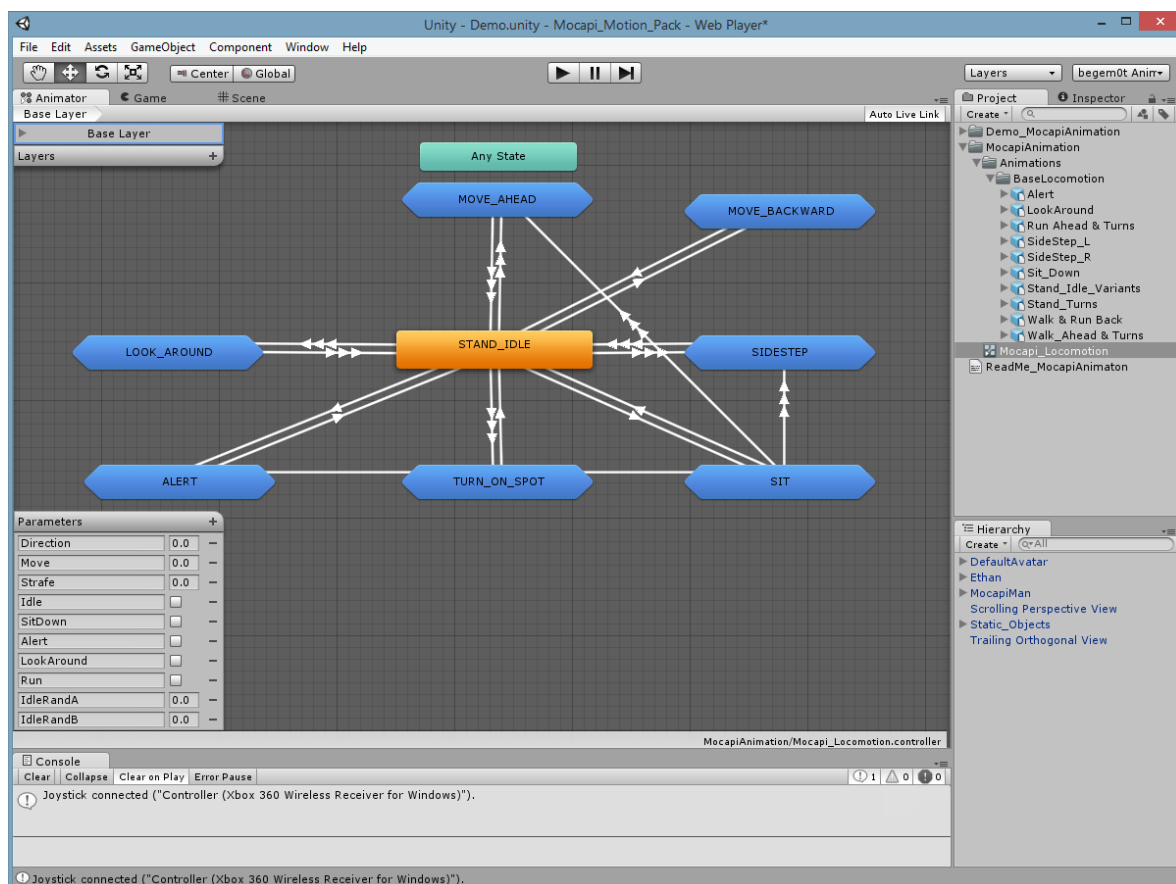 Unity - Demo.unity - Mocapi_Motion_Pack - Web Player*
File Edit Assets GameObject Component Window Help
Center Global Layers begem0t Anim
Animator Game Scene
Base Layer Auto Live Link
Base Layer
Layers +
Any State
MOVE_AHEAD
MOVE_BACKWARD
STAND_IDLE
LOOK_AROUND
SIDESTEP
ALERT
TURN_ON_SPOT
SIT
Parameters +
Direction 0.0 -
Move 0.0 -
Strafe 0.0 -
Idle -
SitDown -
Alert -
LookAround -
Run -
IdleRandA 0.0 -
IdleRandB 0.0 -
MocapiAnimation/Mocapi_Locomotion.controller
Project Inspector
Create
Demo_MocapiAnimation
MocapiAnimation
Animations
BaseLocomotion
Alert
LookAround
Run Ahead & Turns
SideStep_L
SideStep_R
Sit_Down
Stand_Idle_Variants
Stand_Turns
Walk & Run Back
Walk_Ahead & Turns
Mocapi_Locomotion
ReadMe_MocapiAnimaton
Hierarchy
Create All
DefaultAvatar
Ethan
MocapiMan
Scrolling Perspective View
Static_Objects
Trailing Orthogonal View
Console
Clear Collapse Clear on Play Error Pause 1 0 0
Joystick connected ("Controller (Xbox 360 Wireless Receiver for Windows)").
Joystick connected ("Controller (Xbox 360 Wireless Receiver for Windows)").